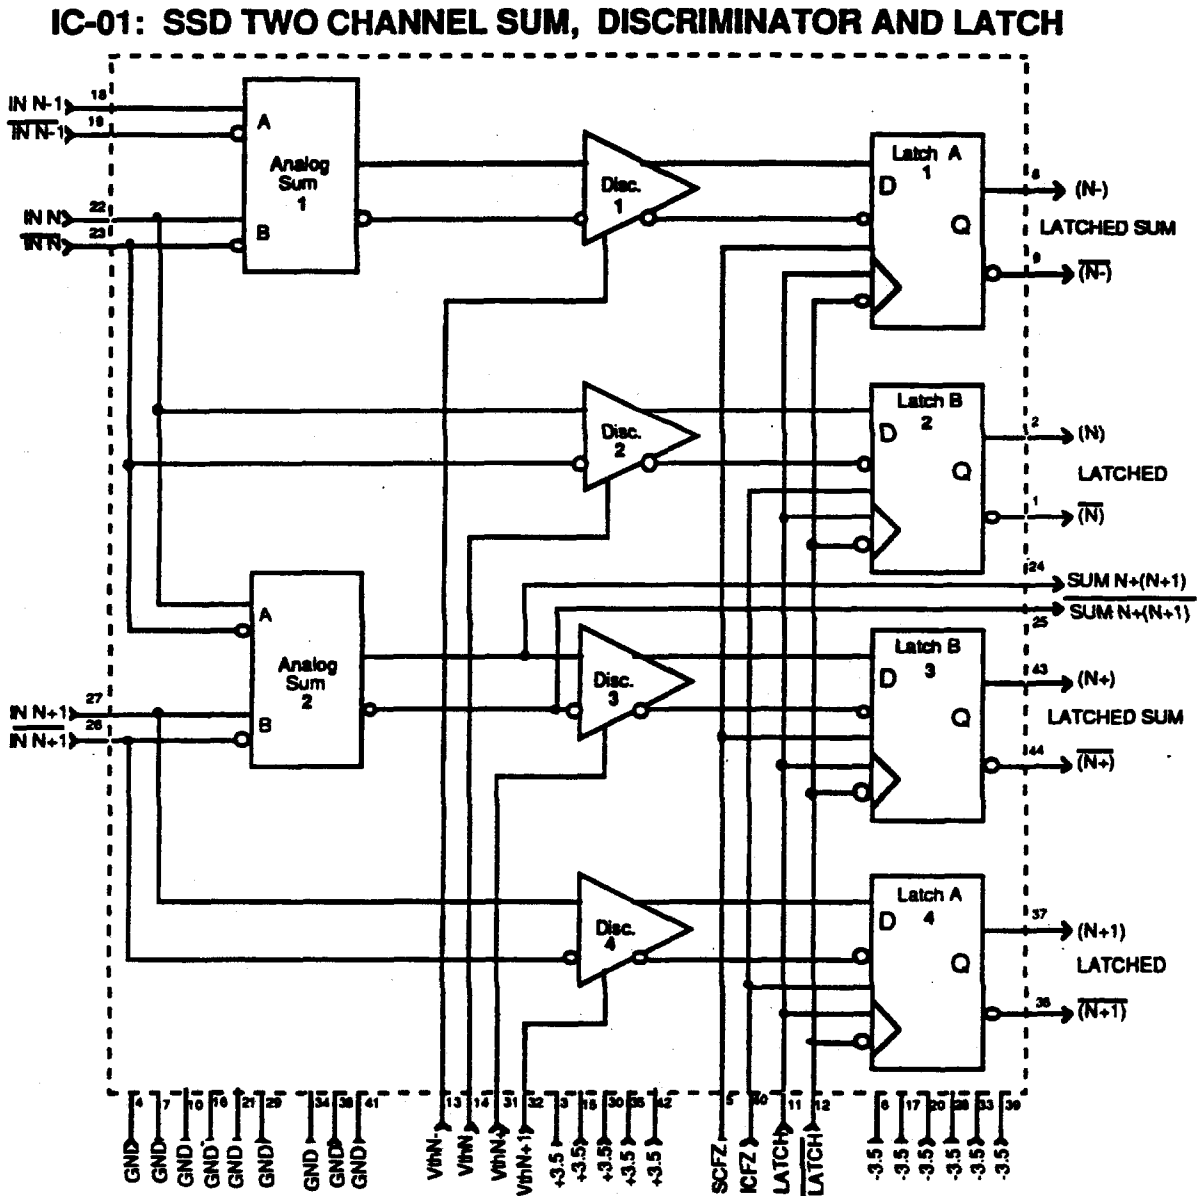 IC-01: SSD TWO CHANNEL SUM, DISCRIMINATOR AND LATCH
IN N-1 18
IN N-1 19
A
Analog
Sum
1
B
IN N 22
IN N 23
Disc.
1
Latch A
1
D
Q
(N-)
LATCHED SUM
9
(N-)
Disc.
2
Latch B
2
D
Q
2
(N)
LATCHED
1
(N)
24
SUM N+(N+1)
SUM N+(N+1)
25
A
Analog
Sum
2
B
IN N+1 27
IN N+1 26
Disc.
3
Latch B
3
D
Q
43
(N+)
LATCHED SUM
44
(N+)
Disc.
4
Latch A
4
D
Q
37
(N+1)
LATCHED
(N+1)
4 7 10 16 21 29 34 38 41 13 14 31 32 3 15 30 35 42 5 40 11 12 6 17 20 28 33 39
GND GND GND GND GND GND GND GND GND VthN- VthN VthN+ VthN+1 +3.5 +3.5 +3.5 +3.5 +3.5 SCFZ ICFZ LATCH LATCH -3.5 -3.5 -3.5 -3.5 -3.5 -3.5